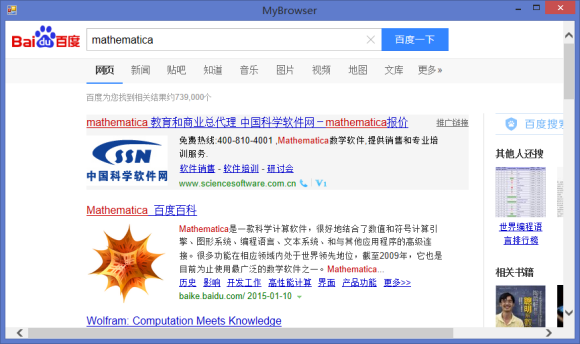 MyBrowser
Bai du 百度
mathematica
百度一下
网页 新闻 贴吧 知道 音乐 图片 视频 地图 文库 更多»
百度为您找到相关结果约739,000个
百度搜索
mathematica 教育和商业总代理 中国科学软件网－mathematica报价
推广链接
SSN
中国科学软件网
免费热线:400-810-4001 ,Mathematica数学软件,提供销售和专业培
训服务.
软件销售 - 软件培训 - 研讨会
www.sciencesoftware.com.cn V1
其他人还搜
世界编程语
言排行榜
Mathematica_百度百科
Mathematica是一款科学计算软件，很好地结合了数值和符号计算引
擎、图形系统、编程语言、文本系统、和与其他应用程序的高级连
接。很多功能在相应领域内处于世界领先地位，截至2009年，它也是
目前为止使用最广泛的数学软件之一。Mathematica...
历史 影响 开发工作 高性能计算 界面 产品功能 更多>>
baike.baidu.com/ 2015-01-10
相关书籍
Wolfram: Computation Meets Knowledge